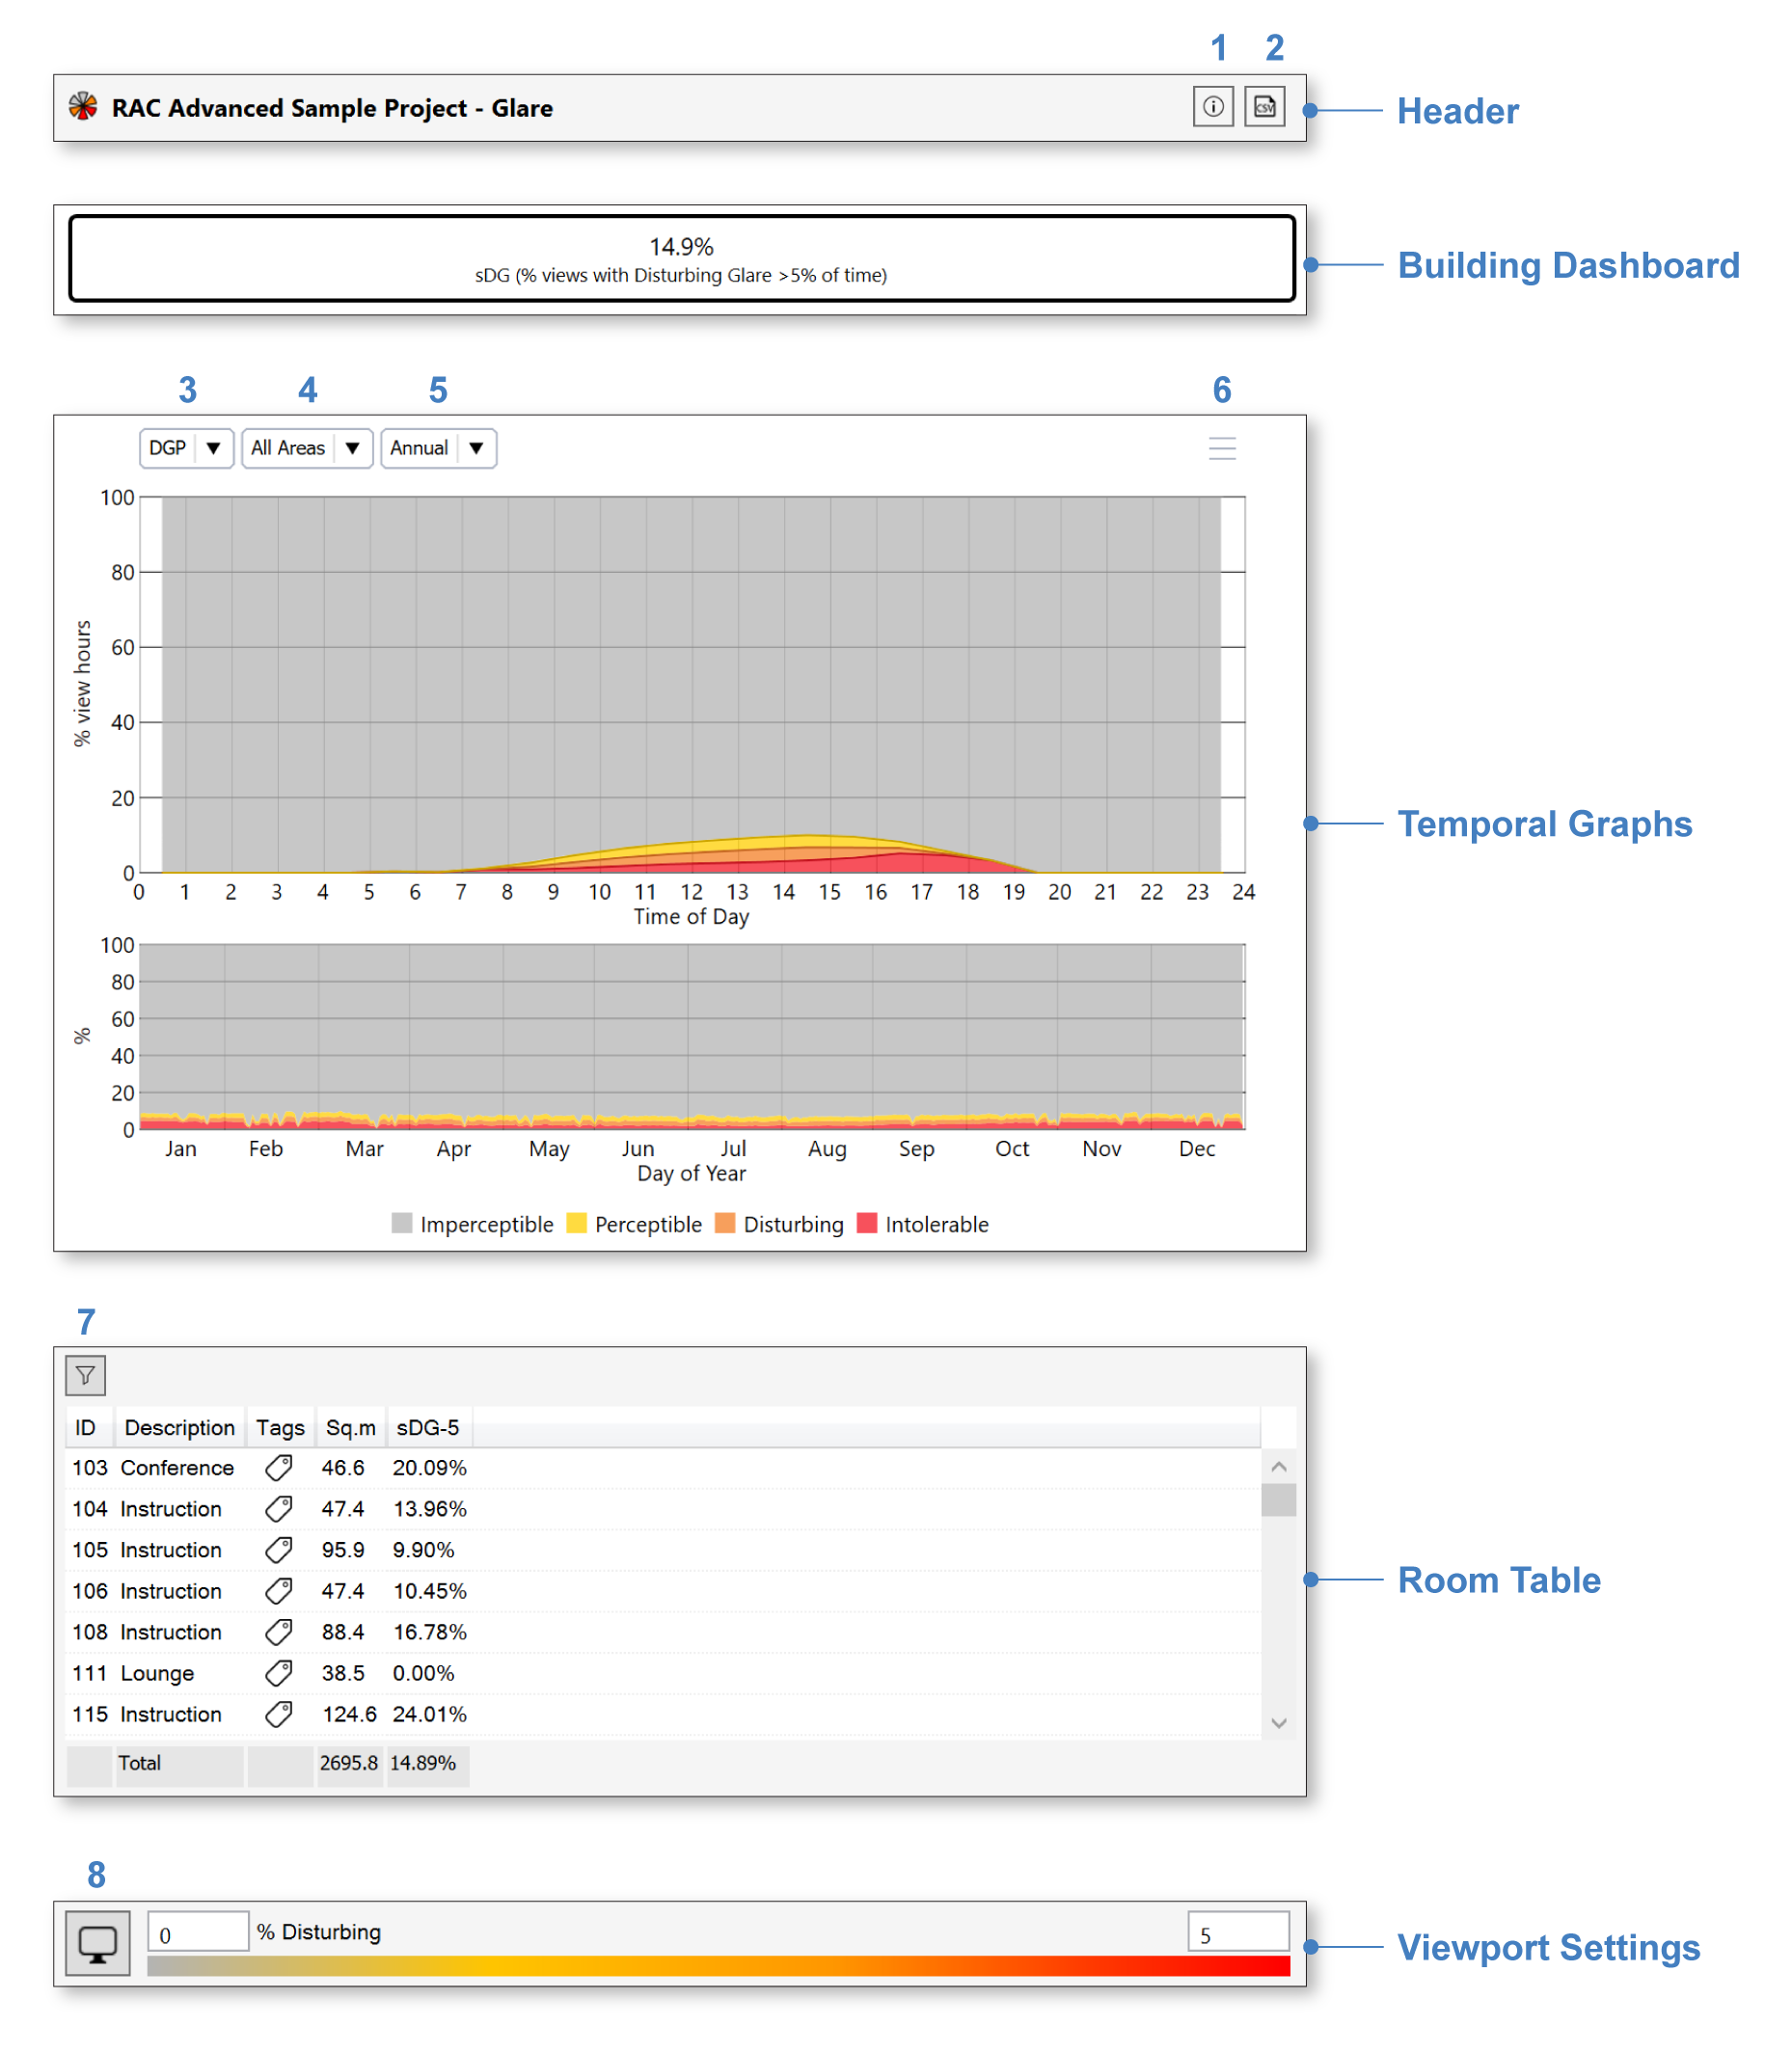 1 2
RAC Advanced Sample Project - Glare
CSV
Header
14.9%
sDG (% views with Disturbing Glare >5% of time)
Building Dashboard
3 4 5 6
DGP All Areas Annual
100
80
60
40
20
0
% view hours
0 1 2 3 4 5 6 7 8 9 10 11 12 13 14 15 16 17 18 19 20 21 22 23 24
Time of Day
Temporal Graphs
100
80
60
40
20
0
%
Jan Feb Mar Apr May Jun Jul Aug Sep Oct Nov Dec
Day of Year
Imperceptible Perceptible Disturbing Intolerable
7
ID Description Tags Sq.m sDG-5
103 Conference 46.6 20.09%
104 Instruction 47.4 13.96%
105 Instruction 95.9 9.90%
106 Instruction 47.4 10.45%
108 Instruction 88.4 16.78%
111 Lounge 38.5 0.00%
115 Instruction 124.6 24.01%
Total 2695.8 14.89%
Room Table
8
0 % Disturbing 5
Viewport Settings